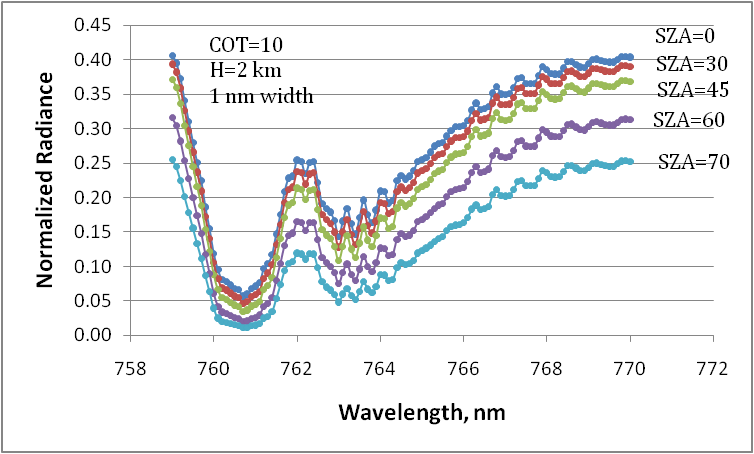 0.45
0.40
0.35
0.30
0.25
0.20
0.15
0.10
0.05
0.00
Normalized Radiance
COT=10
H=2 km
1 nm width
SZA=0
SZA=30
SZA=45
SZA=60
SZA=70
758 760 762 764 766 768 770 772
Wavelength, nm